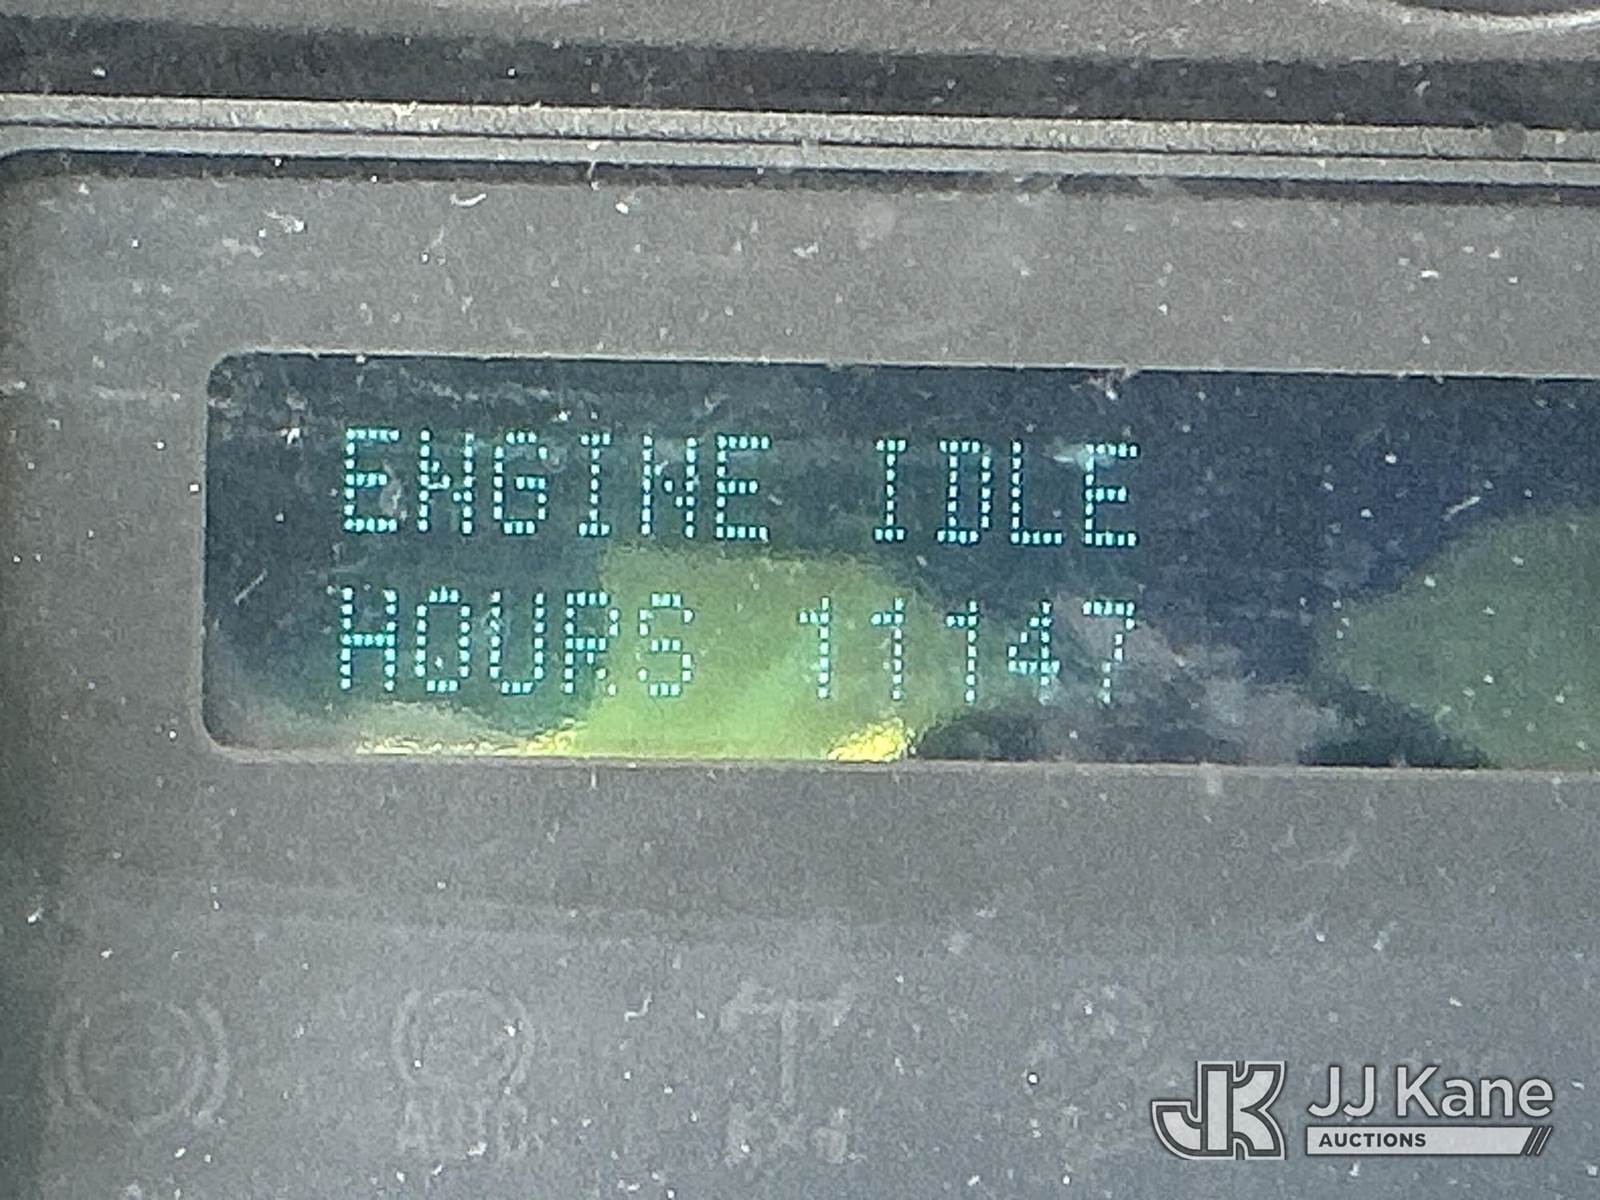 ENGINE IDLE
HOURS 11147
JJ Kane
AUCTIONS